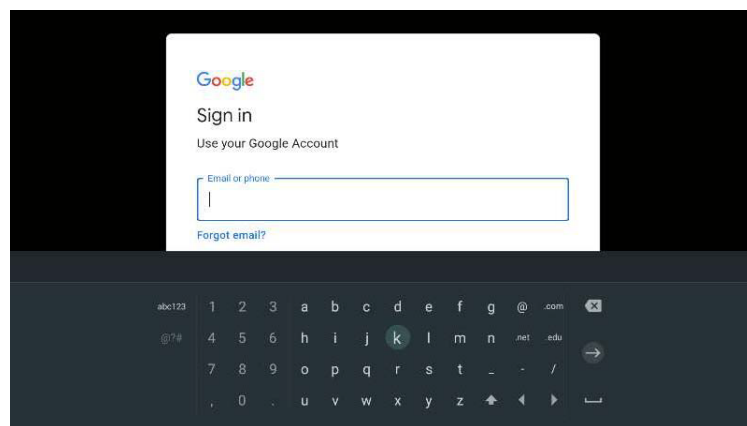 Google
Sign in
Use your Google Account
Email or phone
Forgot email?
abc123 1 2 3 a b c d e f g @ .com
@?# 4 5 6 h i j k l m n .net .edu
7 8 9 o p q r s t _ - /
, 0 . u v w x y z